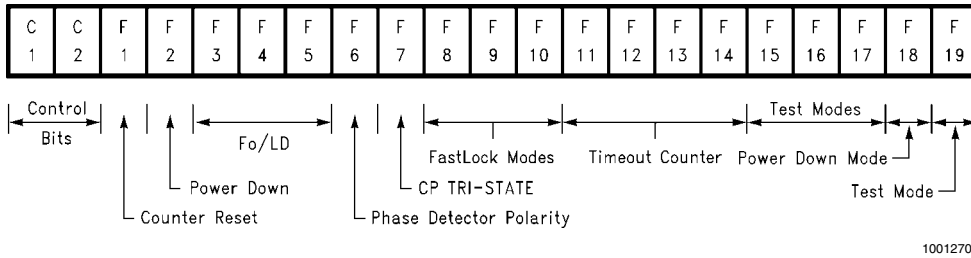 C C F F F F F F F F F F F F F F F F F F F
1 2 1 2 3 4 5 6 7 8 9 10 11 12 13 14 15 16 17 18 19
Control
Bits
Fo/LD
FastLock Modes
Timeout Counter
Test Modes
Power Down Mode
Power Down
CP TRI-STATE
Test Mode
Counter Reset
Phase Detector Polarity
1001270